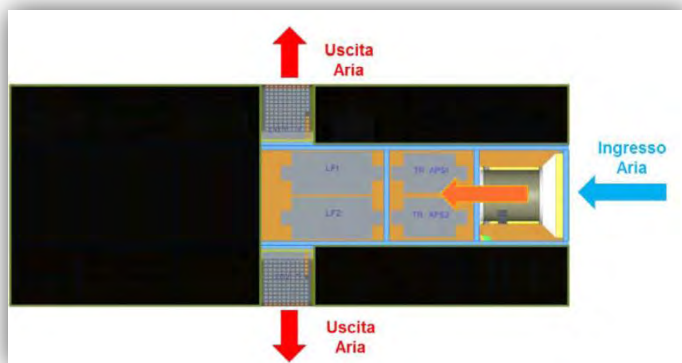 Uscita
Aria
Ingresso
Aria
LF1
TR APS1
LF2
TR APS2
Uscita
Aria